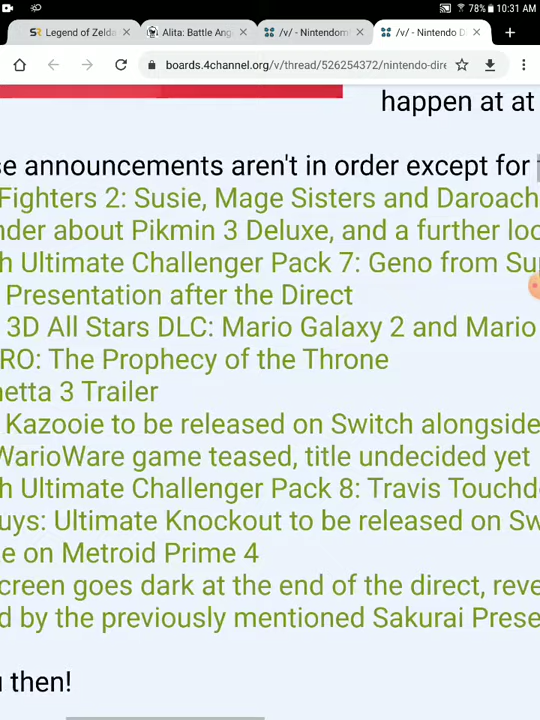 78% 10:31 AM
Legend of Zelda
Alita: Battle Ang
/v/ - Nintendom
/v/ - Nintendo D
boards.4channel.org/v/thread/526254372/nintendo-dire
happen at at
se announcements aren't in order except for
Fighters 2: Susie, Mage Sisters and Daroach
nder about Pikmin 3 Deluxe, and a further loo
h Ultimate Challenger Pack 7: Geno from Su
Presentation after the Direct
3D All Stars DLC: Mario Galaxy 2 and Mario
RO: The Prophecy of the Throne
netta 3 Trailer
Kazooie to be released on Switch alongside
WarioWare game teased, title undecided yet
h Ultimate Challenger Pack 8: Travis Touchd
uys: Ultimate Knockout to be released on Sw
e on Metroid Prime 4
creen goes dark at the end of the direct, reve
d by the previously mentioned Sakurai Prese
u then!